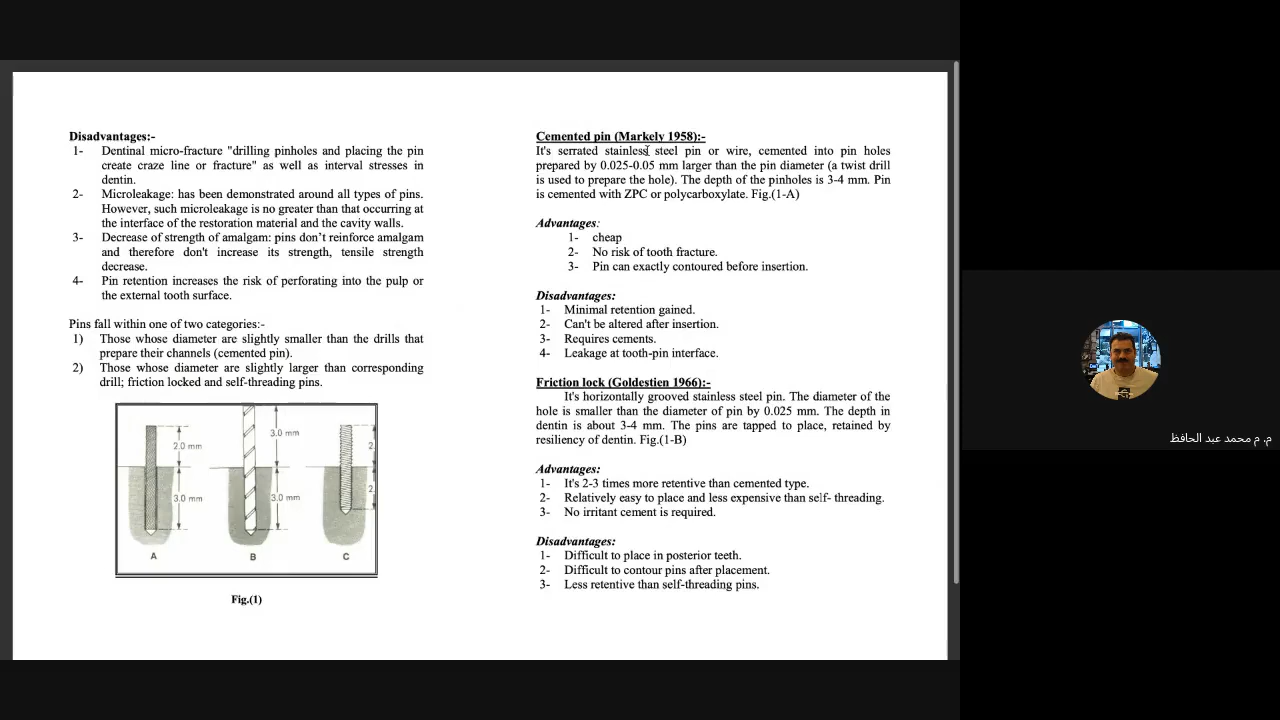 Disadvantages:-
1- Dentinal micro-fracture "drilling pinholes and placing the pin
create craze line or fracture" as well as interval stresses in
dentin.
2- Microleakage: has been demonstrated around all types of pins.
However, such microleakage is no greater than that occurring at
the interface of the restoration material and the cavity walls.
3- Decrease of strength of amalgam: pins don't reinforce amalgam
and therefore don't increase its strength, tensile strength
decrease.
4- Pin retention increases the risk of perforating into the pulp or
the external tooth surface.
Pins fall within one of two categories:-
1) Those whose diameter are slightly smaller than the drills that
prepare their channels (cemented pin).
2) Those whose diameter are slightly larger than corresponding
drill; friction locked and self-threading pins.
2.0 mm
3.0 mm
2.
3.0 mm
3.0 mm
2.
A B C
Fig.(1)
Cemented pin (Markely 1958):-
It's serrated stainless steel pin or wire, cemented into pin holes
prepared by 0.025-0.05 mm larger than the pin diameter (a twist drill
is used to prepare the hole). The depth of the pinholes is 3-4 mm. Pin
is cemented with ZPC or polycarboxylate. Fig.(1-A)
Advantages:
1- cheap
2- No risk of tooth fracture.
3- Pin can exactly contoured before insertion.
Disadvantages:
1- Minimal retention gained.
2- Can't be altered after insertion.
3- Requires cements.
4- Leakage at tooth-pin interface.
Friction lock (Goldestien 1966):-
It's horizontally grooved stainless steel pin. The diameter of the
hole is smaller than the diameter of pin by 0.025 mm. The depth in
dentin is about 3-4 mm. The pins are tapped to place, retained by
resiliency of dentin. Fig.(1-B)
Advantages:
1- It's 2-3 times more retentive than cemented type.
2- Relatively easy to place and less expensive than self- threading.
3- No irritant cement is required.
Disadvantages:
1- Difficult to place in posterior teeth.
2- Difficult to contour pins after placement.
3- Less retentive than self-threading pins.
م. م محمد عبد الحافظ